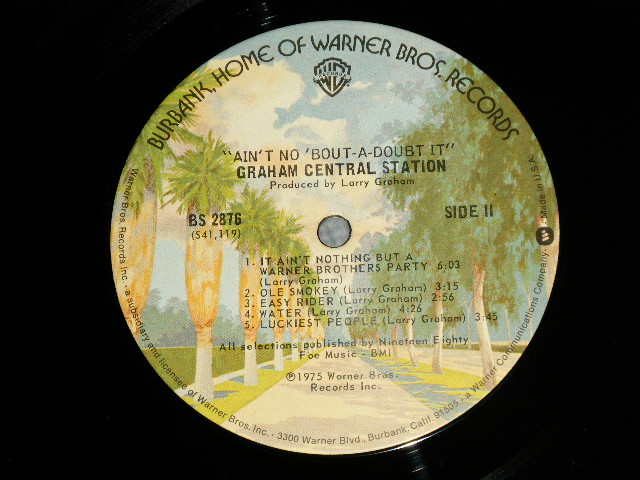 BURBANK, HOME OF WARNER BROS. RECORDS
RECORDS
"AIN'T NO 'BOUT-A-DOUBT IT"
GRAHAM CENTRAL STATION
Produced by Larry Graham
BS 2876
(S41,119)
SIDE II
1. IT AIN'T NOTHING BUT A
WARNER BROTHERS PARTY 6:03
(Larry Graham)
2. OLE SMOKEY (Larry Graham) 3:15
3. EASY RIDER (Larry Graham) 2:56
4. WATER (Larry Graham) 4:26
5. LUCKIEST PEOPLE (Larry Graham) 3:45
All selections published by Nineteen Eighty
Foe Music - BMI
℗1975 Warner Bros.
Records Inc.
Warner Bros. Records Inc. - a subsidiary and licensee of Warner Bros. Inc. - 3300 Warner Blvd., Burbank, Calif. 91505 - a Warner Communications Company - Made in U.S.A.